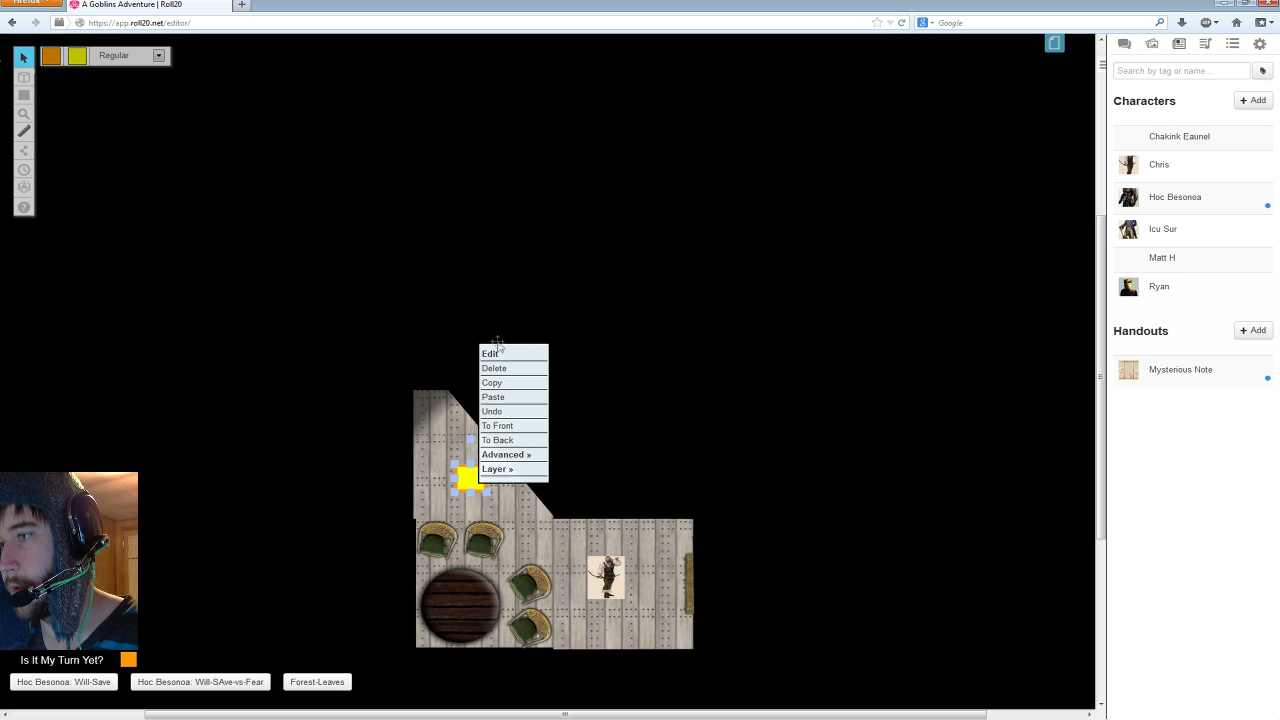 Firefox
A Goblins Adventure | Roll20
https://app.roll20.net/editor/
Google
Regular
Search by tag or name...
Characters
+ Add
Chakink Eaunel
Chris
Hoc Besonoa
Icu Sur
Matt H
Ryan
Handouts
+ Add
Mysterious Note
Edit
Delete
Copy
Paste
Undo
To Front
To Back
Advanced »
Layer »
Is It My Turn Yet?
Hoc Besonoa: Will-Save
Hoc Besonoa: Will-SAve-vs-Fear
Forest-Leaves